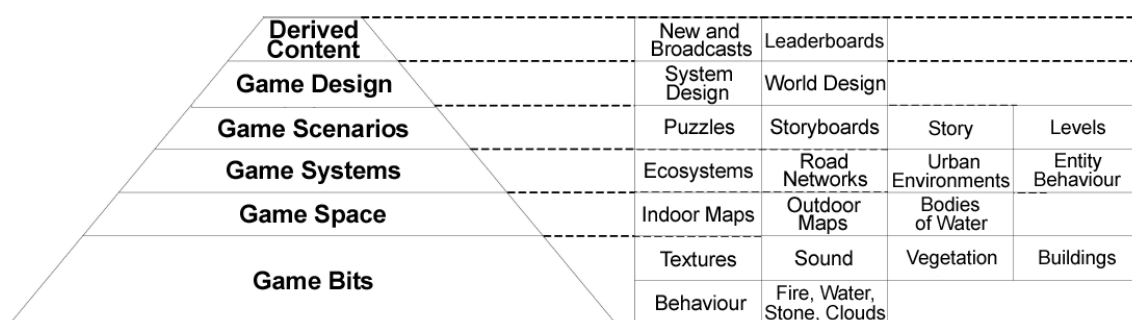 Derived
Content
New and
Broadcasts
Leaderboards
Game Design
System
Design
World Design
Game Scenarios
Puzzles
Storyboards
Story
Levels
Game Systems
Ecosystems
Road
Networks
Urban
Environments
Entity
Behaviour
Game Space
Indoor Maps
Outdoor
Maps
Bodies
of Water
Game Bits
Textures
Sound
Vegetation
Buildings
Behaviour
Fire, Water,
Stone, Clouds